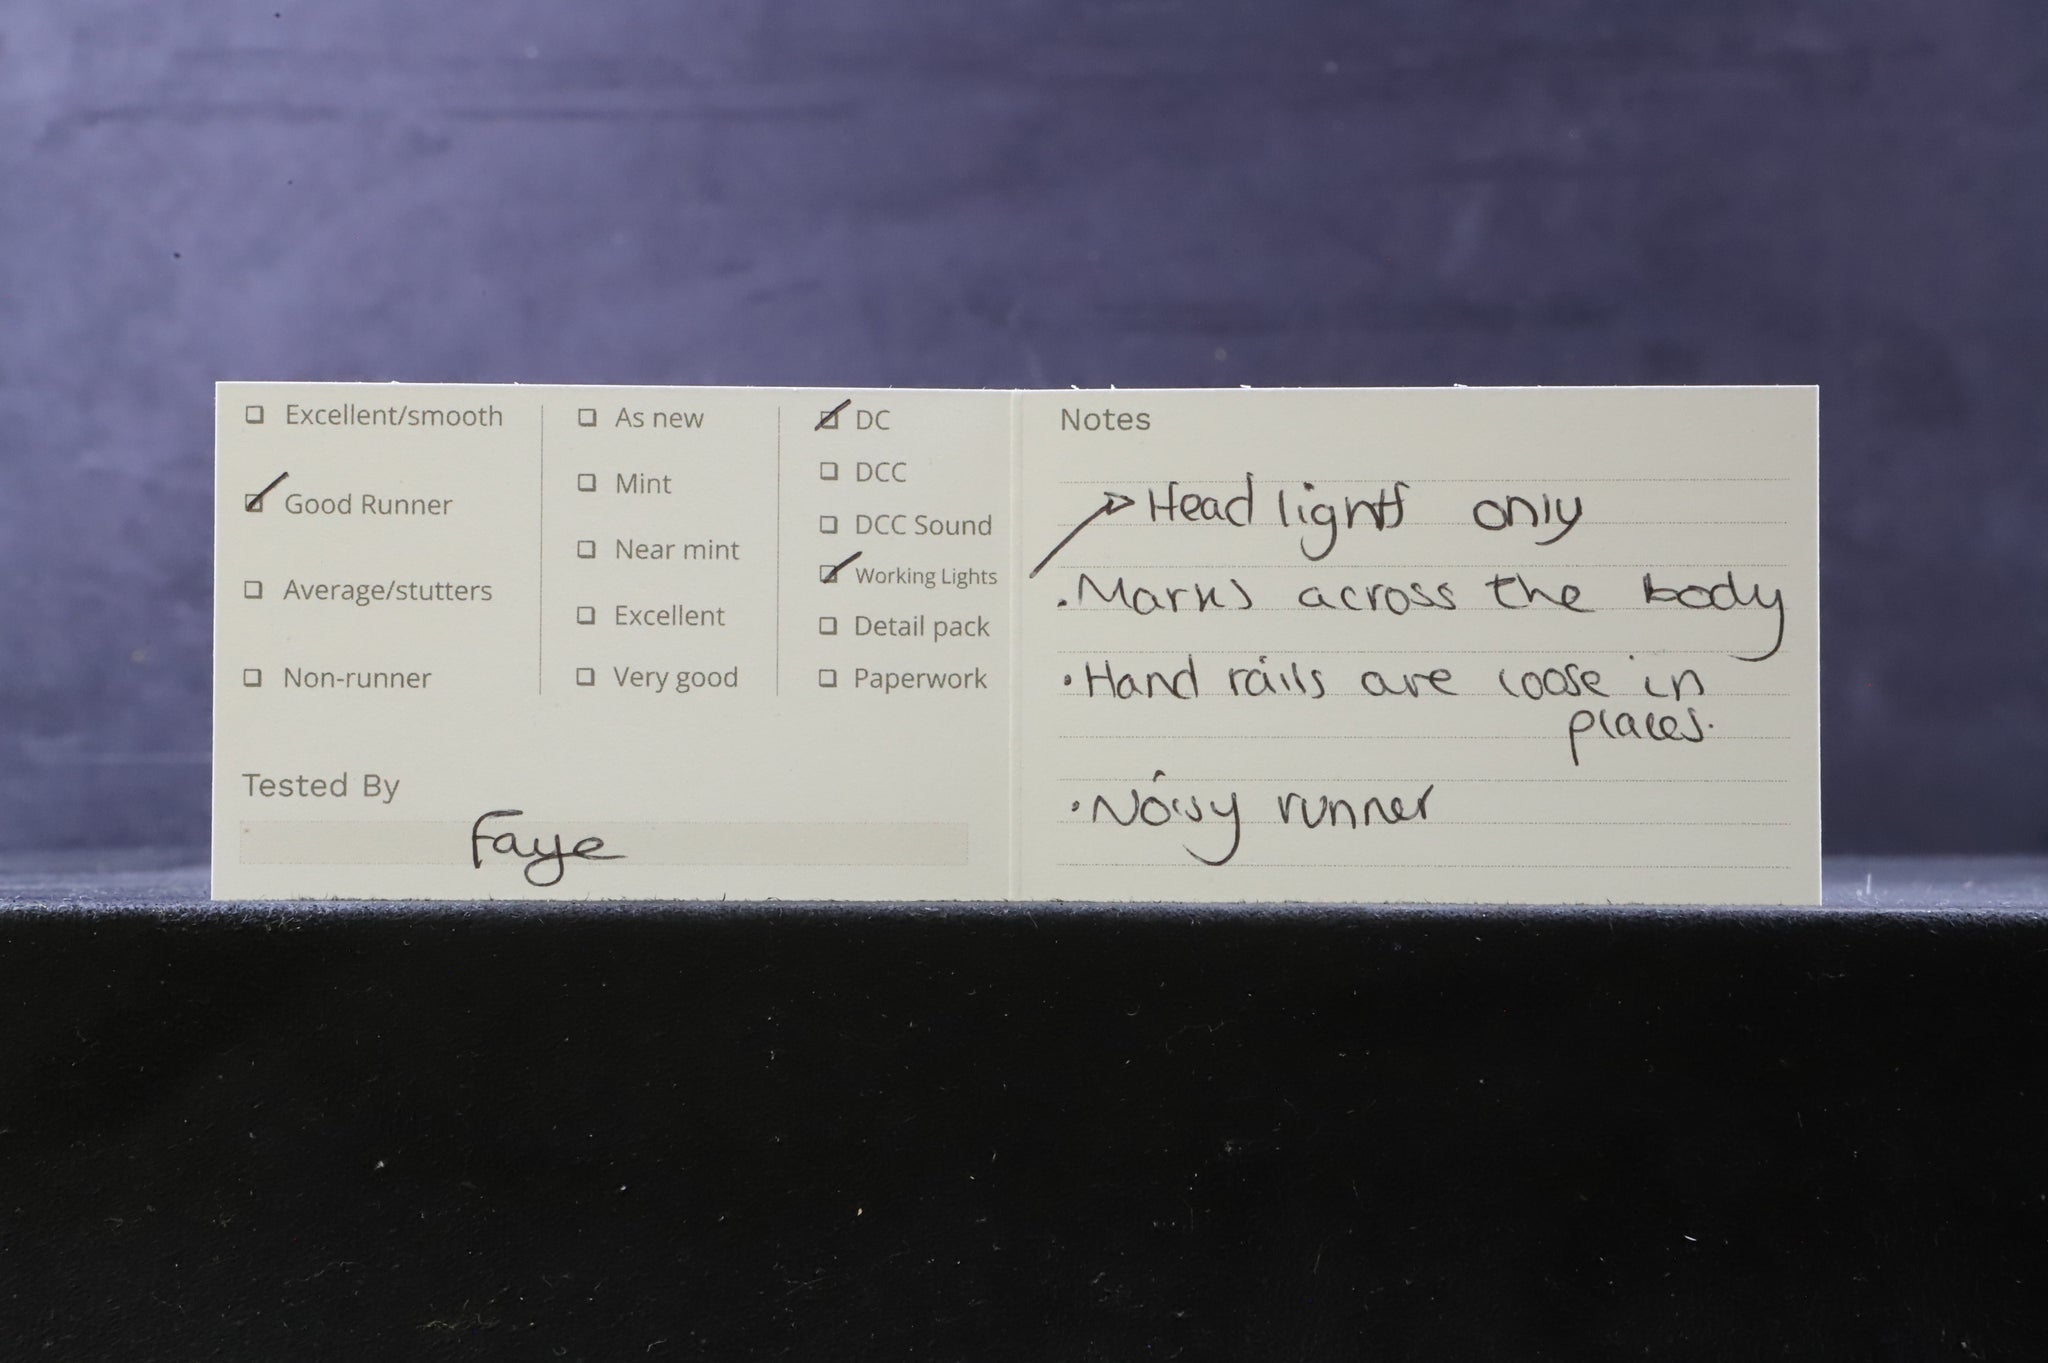 Excellent/smooth
Good Runner
Average/stutters
Non-runner
As new
Mint
Near mint
Excellent
Very good
DC
DCC
DCC Sound
Working Lights
Detail pack
Paperwork
Tested By
Faye
Notes
Head lights only
• Marks across the body
• Hand rails are loose in
places.
• Noisy runner